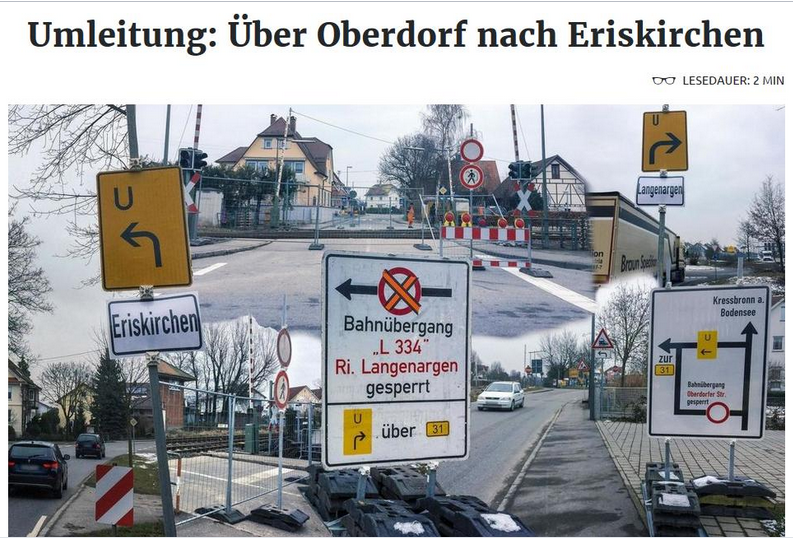 Umleitung: Über Oberdorf nach Eriskirchen
LESEDAUER: 2 MIN
U
Eriskirchen
Bahnübergang
„L 334“
Ri. Langenargen
gesperrt
U
über 31
U
Langenargen
Braun Spedition
Kressbronn a.
Bodensee
zur
31
U
Bahnübergang
Oberdorfer Str.
gesperrt